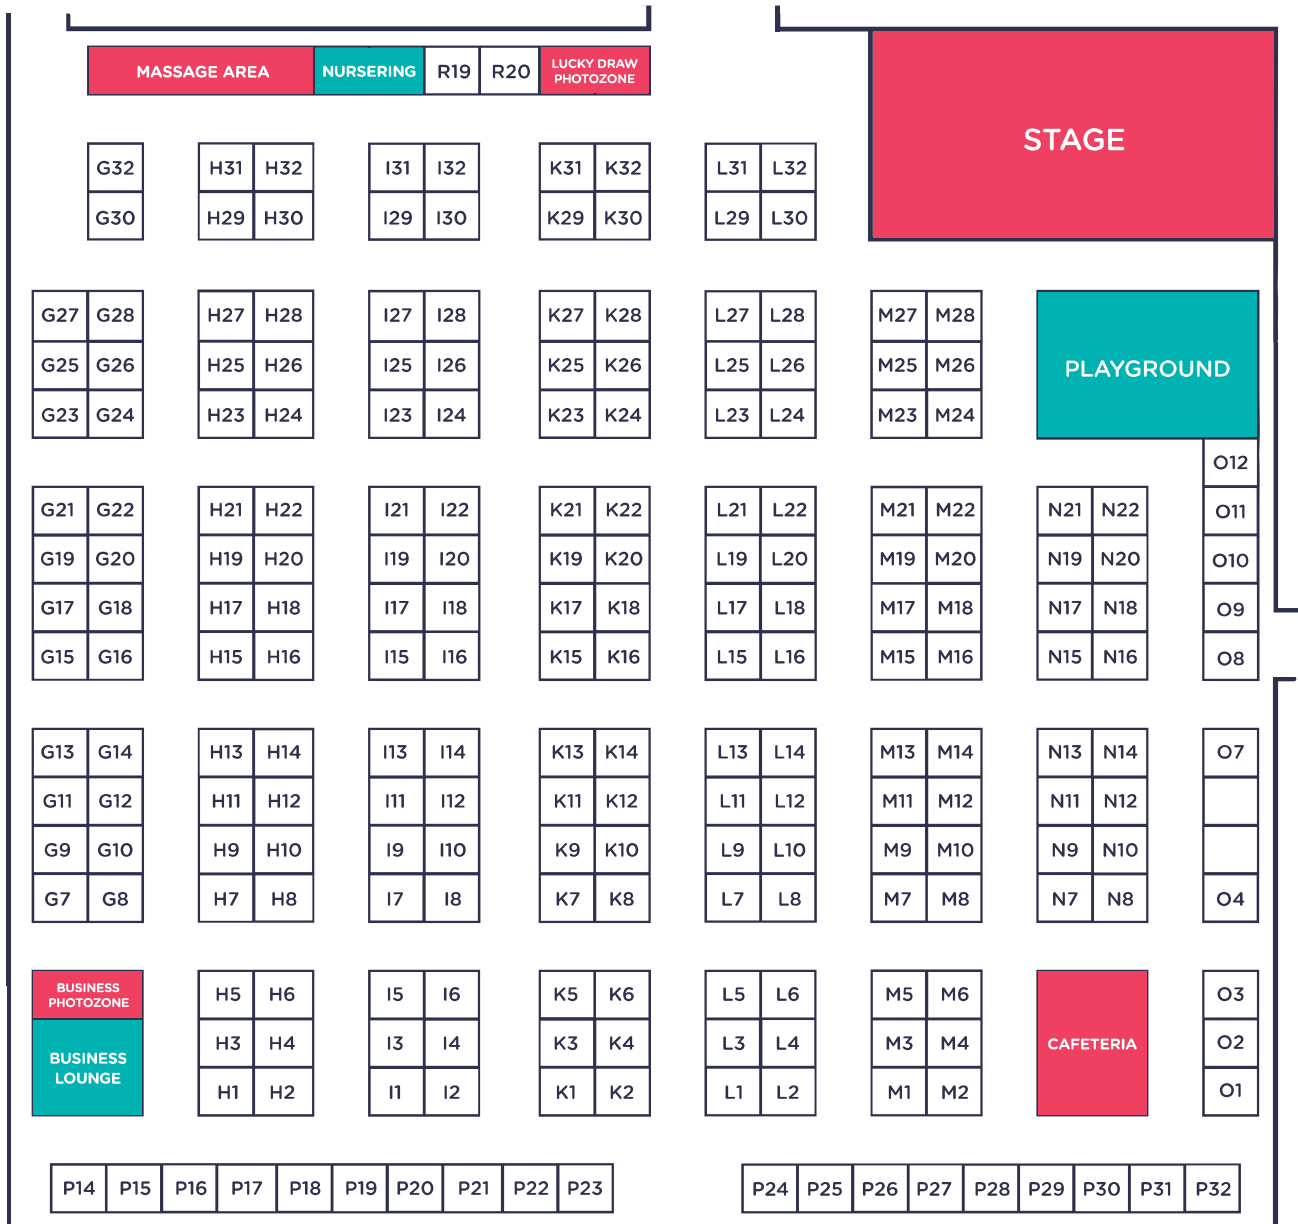 MASSAGE AREA NURSERING R19 R20 LUCKY DRAW
PHOTOZONE
STAGE
G32 H31 H32 I31 I32 K31 K32 L31 L32
G30 H29 H30 I29 I30 K29 K30 L29 L30
G27 G28 H27 H28 I27 I28 K27 K28 L27 L28 M27 M28
G25 G26 H25 H26 I25 I26 K25 K26 L25 L26 M25 M26 PLAYGROUND
G23 G24 H23 H24 I23 I24 K23 K24 L23 L24 M23 M24
O12
G21 G22 H21 H22 I21 I22 K21 K22 L21 L22 M21 M22 N21 N22 O11
G19 G20 H19 H20 I19 I20 K19 K20 L19 L20 M19 M20 N19 N20 O10
G17 G18 H17 H18 I17 I18 K17 K18 L17 L18 M17 M18 N17 N18 O9
G15 G16 H15 H16 I15 I16 K15 K16 L15 L16 M15 M16 N15 N16 O8
G13 G14 H13 H14 I13 I14 K13 K14 L13 L14 M13 M14 N13 N14 O7
G11 G12 H11 H12 I11 I12 K11 K12 L11 L12 M11 M12 N11 N12
G9 G10 H9 H10 I9 I10 K9 K10 L9 L10 M9 M10 N9 N10
G7 G8 H7 H8 I7 I8 K7 K8 L7 L8 M7 M8 N7 N8 O4
BUSINESS
PHOTOZONE H5 H6 I5 I6 K5 K6 L5 L6 M5 M6 O3
BUSINESS
LOUNGE
H3 H4 I3 I4 K3 K4 L3 L4 M3 M4 CAFETERIA O2
H1 H2 I1 I2 K1 K2 L1 L2 M1 M2 O1
P14 P15 P16 P17 P18 P19 P20 P21 P22 P23 P24 P25 P26 P27 P28 P29 P30 P31 P32